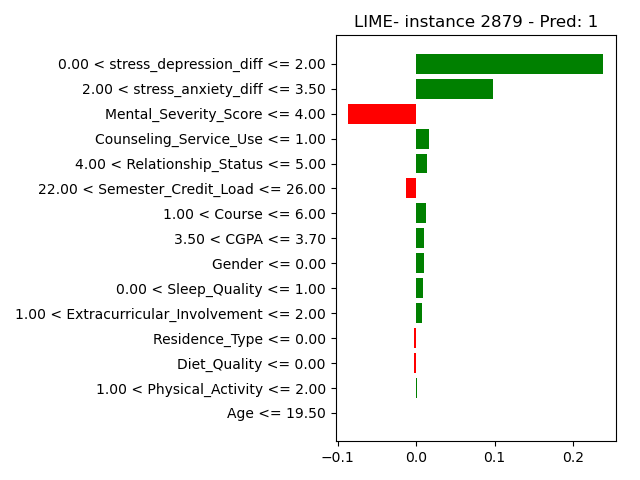 LIME- instance 2879 - Pred: 1
0.00 < stress_depression_diff <= 2.00
2.00 < stress_anxiety_diff <= 3.50
Mental_Severity_Score <= 4.00
Counseling_Service_Use <= 1.00
4.00 < Relationship_Status <= 5.00
22.00 < Semester_Credit_Load <= 26.00
1.00 < Course <= 6.00
3.50 < CGPA <= 3.70
Gender <= 0.00
0.00 < Sleep_Quality <= 1.00
1.00 < Extracurricular_Involvement <= 2.00
Residence_Type <= 0.00
Diet_Quality <= 0.00
1.00 < Physical_Activity <= 2.00
Age <= 19.50
−0.1 0.0 0.1 0.2